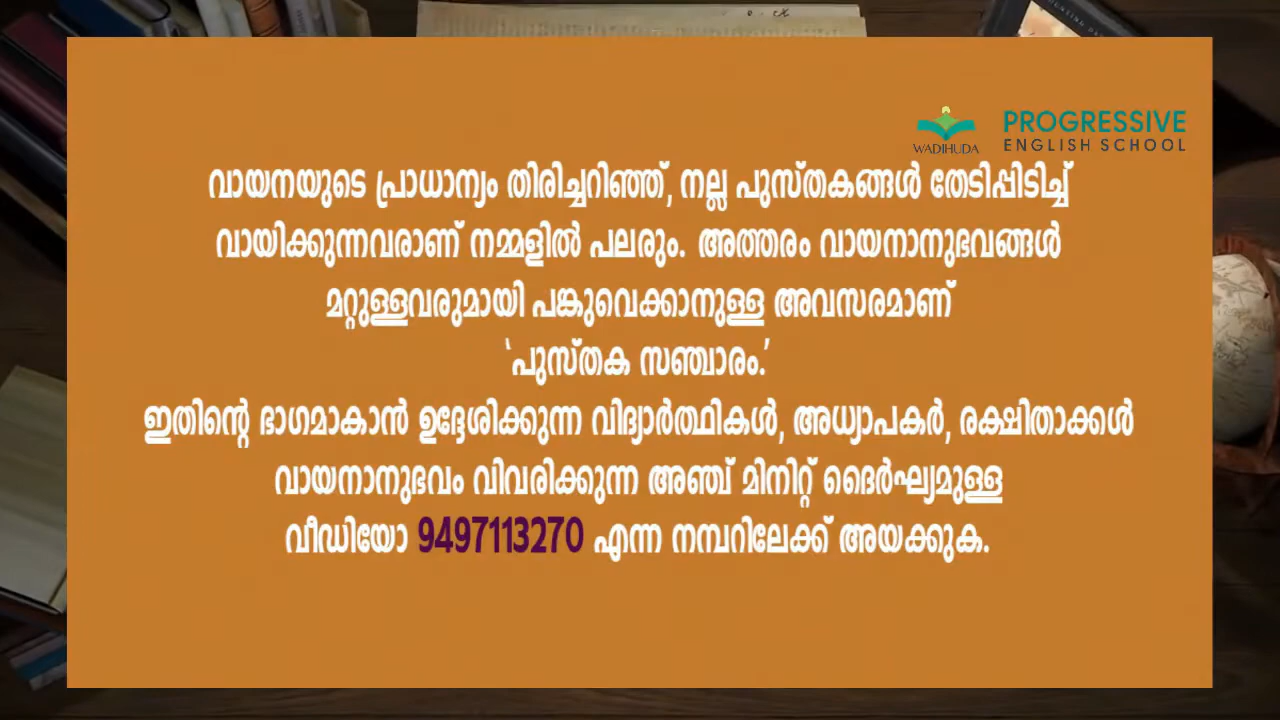 WADIHUDA
PROGRESSIVE
ENGLISH SCHOOL
വായനയുടെ പ്രാധാന്യം തിരിച്ചറിഞ്ഞ്, നല്ല പുസ്തകങ്ങൾ തേടിപ്പിടിച്ച്
വായിക്കുന്നവരാണ് നമ്മളിൽ പലരും. അത്തരം വായനാനുഭവങ്ങൾ
മറ്റുള്ളവരുമായി പങ്കുവെക്കാനുള്ള അവസരമാണ്
‘പുസ്തക സഞ്ചാരം.’
ഇതിന്റെ ഭാഗമാകാൻ ഉദ്ദേശിക്കുന്ന വിദ്യാർത്ഥികൾ, അധ്യാപകർ, രക്ഷിതാക്കൾ
വായനാനുഭവം വിവരിക്കുന്ന അഞ്ച് മിനിറ്റ് ദൈർഘ്യമുള്ള
വീഡിയോ 9497113270 എന്ന നമ്പറിലേക്ക് അയക്കുക.